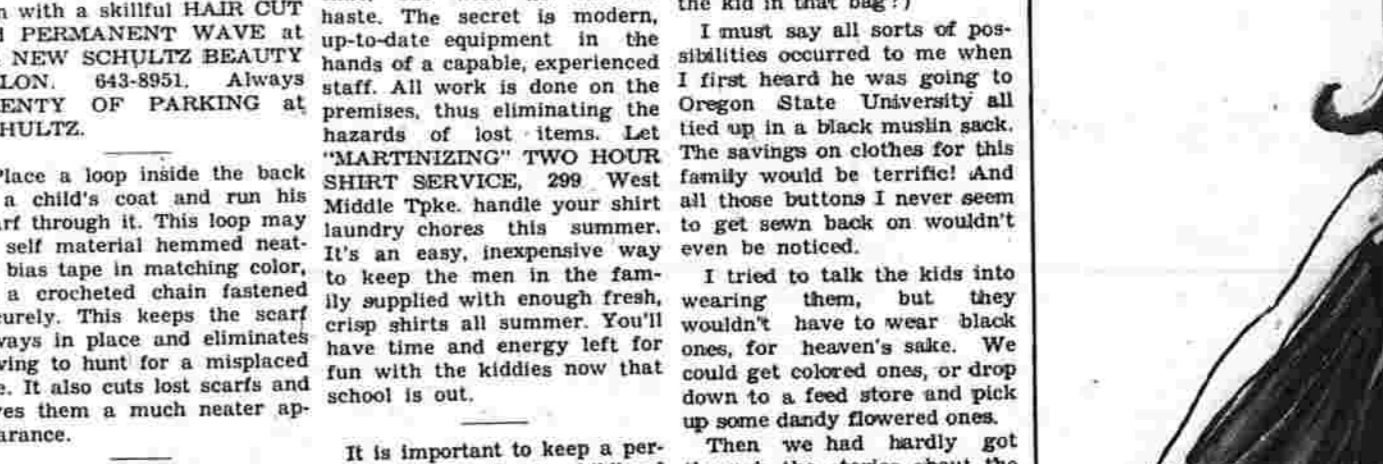 with a skillful HAIR CUT
PERMANENT WAVE at
NEW SCHULTZ BEAUTY
LON. 643-8951. Always
ENTY OF PARKING at
HULTZ.
lace a loop inside the back
a child's coat and run his
rf through it. This loop may
self material hemmed neat-
bias tape in matching color,
a crocheted chain fastened
urely. This keeps the scarf
ways in place and eliminates
ving to hunt for a misplaced
e. It also cuts lost scarfs and
es them a much neater ap-
arance.
haste. The secret is modern,
up-to-date equipment in the
hands of a capable, experienced
staff. All work is done on the
premises, thus eliminating the
hazards of lost items. Let
"MARTINIZING" TWO HOUR
SHIRT SERVICE, 299 West
Middle Tpke. handle your shirt
laundry chores this summer.
It's an easy, inexpensive way
to keep the men in the fam-
ily supplied with enough fresh,
crisp shirts all summer. You'll
have time and energy left for
fun with the kiddies now that
school is out.
It is important to keep a per-
the kid in that bag?)
I must say all sorts of pos-
sibilities occurred to me when
I first heard he was going to
Oregon State University all
tied up in a black muslin sack.
The savings on clothes for this
family would be terrific! And
all those buttons I never seem
to get sewn back on wouldn't
even be noticed.
I tried to talk the kids into
wearing them, but they
wouldn't have to wear black
ones, for heaven's sake. We
could get colored ones, or drop
down to a feed store and pick
up some dandy flowered ones.
Then we had hardly got